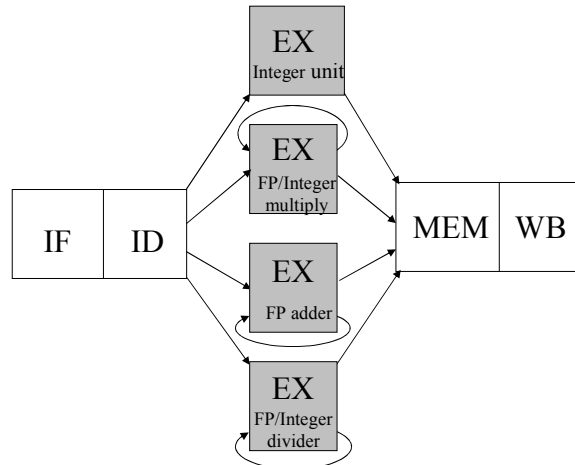 EX
Integer unit
EX
FP/Integer
multiply
IF
ID
MEM
WB
EX
FP adder
EX
FP/Integer
divider